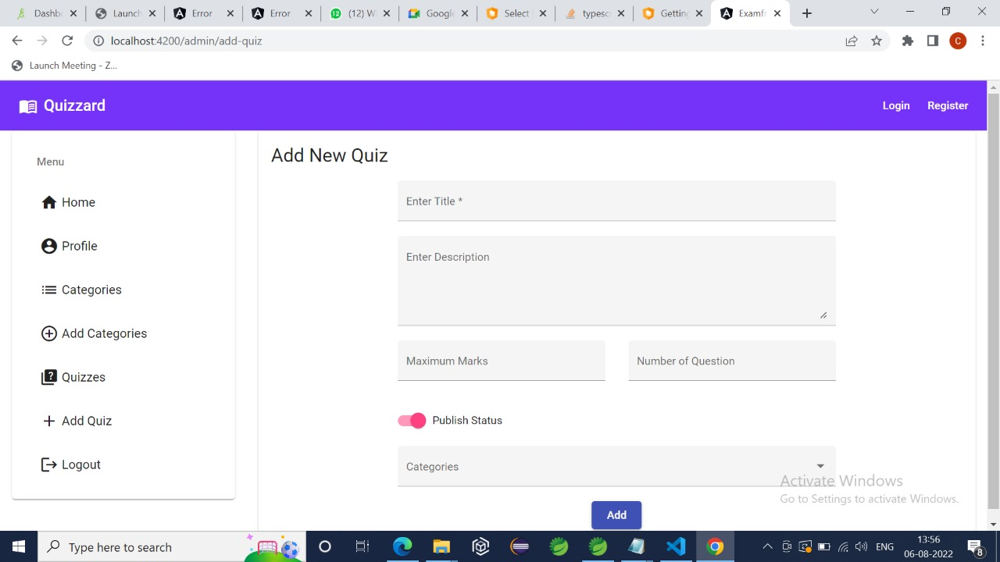 Dashbo
Launch
Error
Error
(12) W
Google
Select
typesc
Getting
Examfr
localhost:4200/admin/add-quiz
Launch Meeting - Z...
Quizzard
Login
Register
Menu
Home
Profile
Categories
Add Categories
Quizzes
Add Quiz
Logout
Add New Quiz
Enter Title *
Enter Description
Maximum Marks
Number of Question
Publish Status
Categories
Add
Activate Windows
Go to Settings to activate Windows.
Type here to search
ENG
13:56
06-08-2022
8